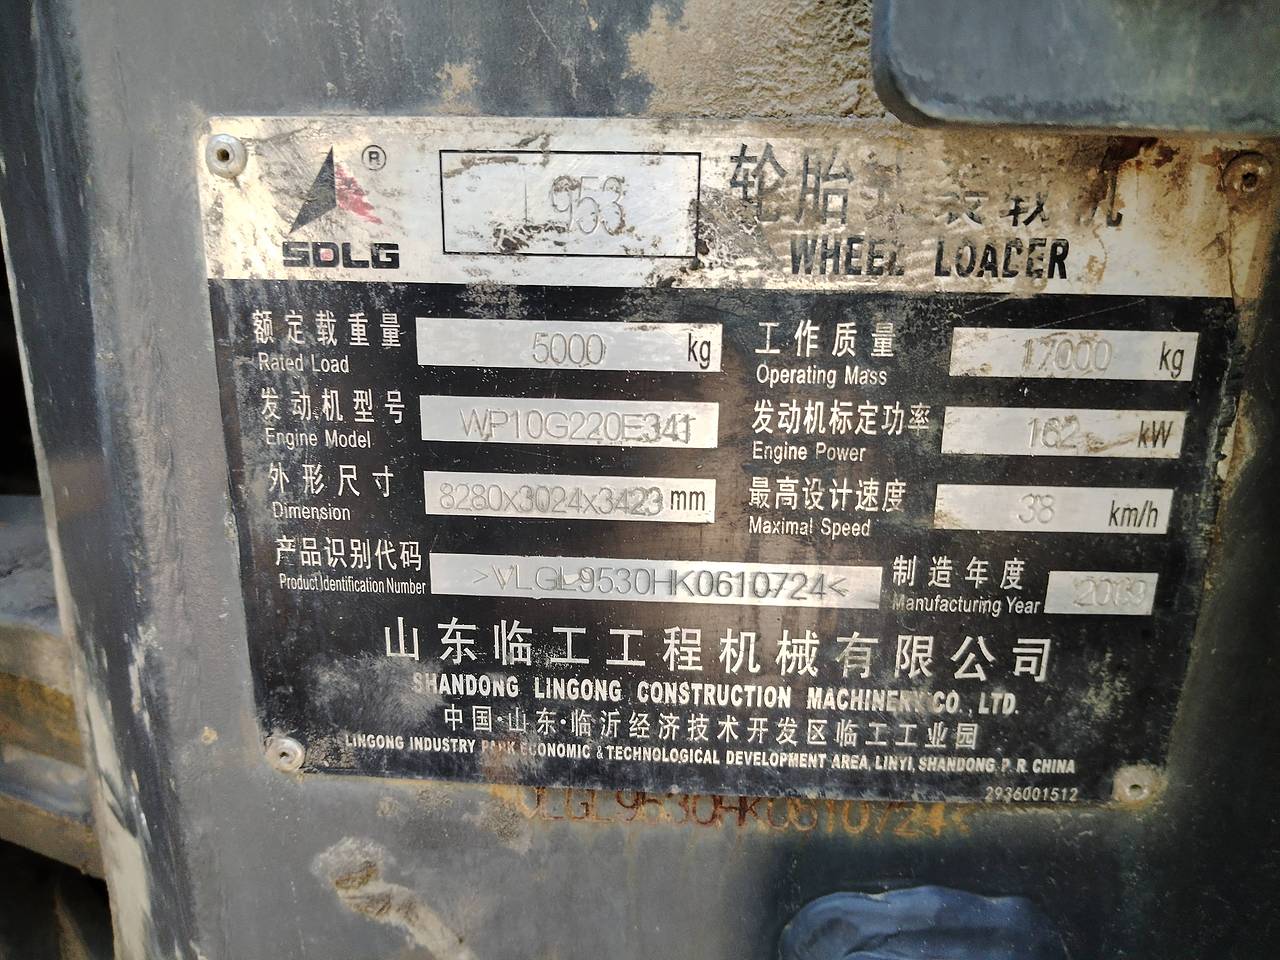 SDLG ®
L953
轮胎式装载机
WHEEL LOADER
额定载重量 5000 kg
Rated Load
工作质量 17000 kg
Operating Mass
发动机型号 WP10G220E341
Engine Model
发动机标定功率 162 kW
Engine Power
外形尺寸 8280x3024x3423 mm
Dimension
最高设计速度 38 km/h
Maximal Speed
产品识别代码 >VLGL9530HK0610724<
Product Identification Number
制造年度
Manufacturing Year
山东临工工程机械有限公司
SHANDONG LINGONG CONSTRUCTION MACHINERY CO.,LTD.
中国·山东·临沂经济技术开发区临工工业园
LINGONG INDUSTRY PARK ECONOMIC & TECHNOLOGICAL DEVELOPMENT AREA, LINYI, SHANDONG, P. R. CHINA
2936001512
VLGL9530HK0610724<